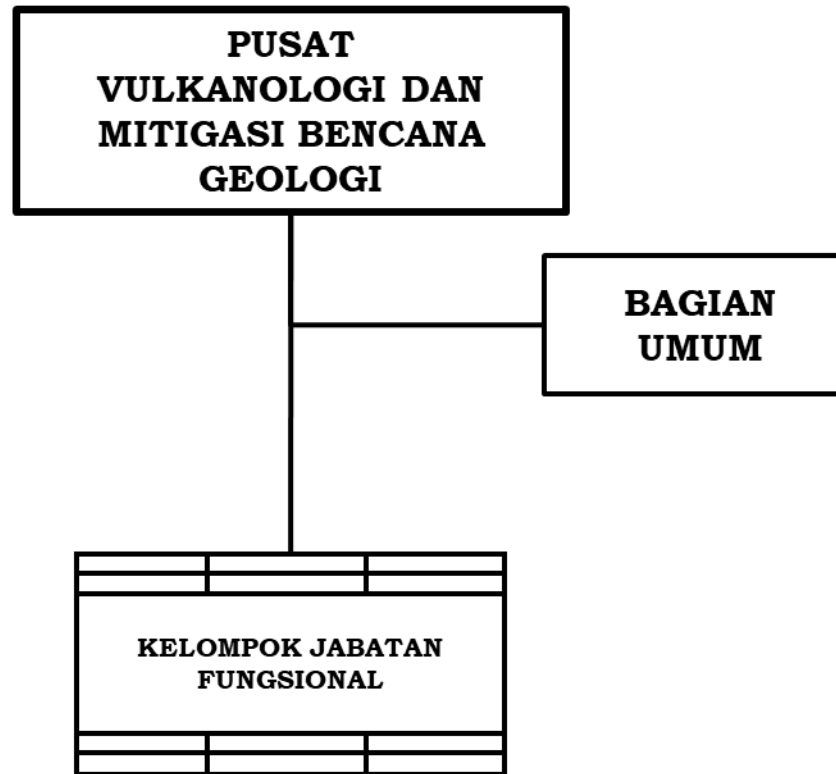 PUSAT
VULKANOLOGI DAN
MITIGASI BENCANA
GEOLOGI
BAGIAN
UMUM
KELOMPOK JABATAN
FUNGSIONAL